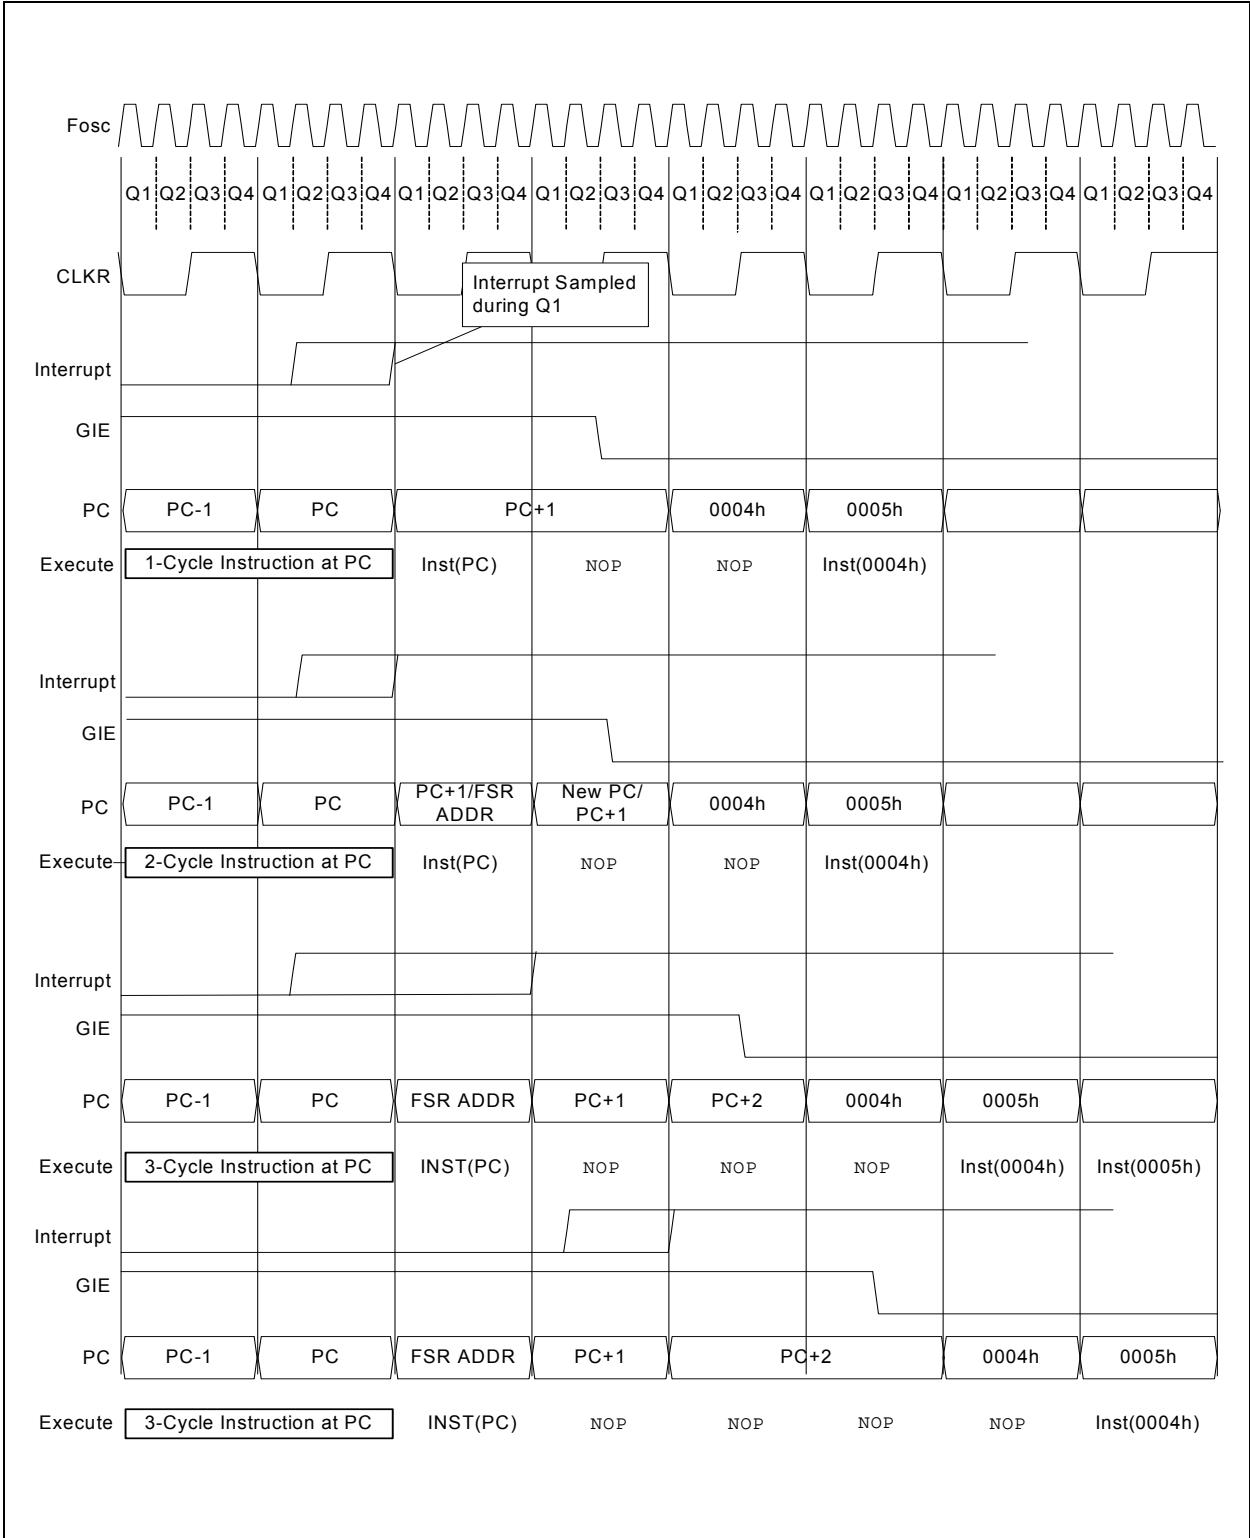 Fosc
Q1 Q2 Q3 Q4 Q1 Q2 Q3 Q4 Q1 Q2 Q3 Q4 Q1 Q2 Q3 Q4 Q1 Q2 Q3 Q4 Q1 Q2 Q3 Q4 Q1 Q2 Q3 Q4 Q1 Q2 Q3 Q4
CLKR
Interrupt Sampled
during Q1
Interrupt
GIE
PC PC-1 PC PC+1 0004h 0005h
Execute 1-Cycle Instruction at PC Inst(PC) NOP NOP Inst(0004h)
Interrupt
GIE
PC PC-1 PC PC+1/FSR ADDR New PC/ PC+1 0004h 0005h
Execute 2-Cycle Instruction at PC Inst(PC) NOP NOP Inst(0004h)
Interrupt
GIE
PC PC-1 PC FSR ADDR PC+1 PC+2 0004h 0005h
Execute 3-Cycle Instruction at PC INST(PC) NOP NOP NOP Inst(0004h) Inst(0005h)
Interrupt
GIE
PC PC-1 PC FSR ADDR PC+1 PC+2 0004h 0005h
Execute 3-Cycle Instruction at PC INST(PC) NOP NOP NOP NOP Inst(0004h)